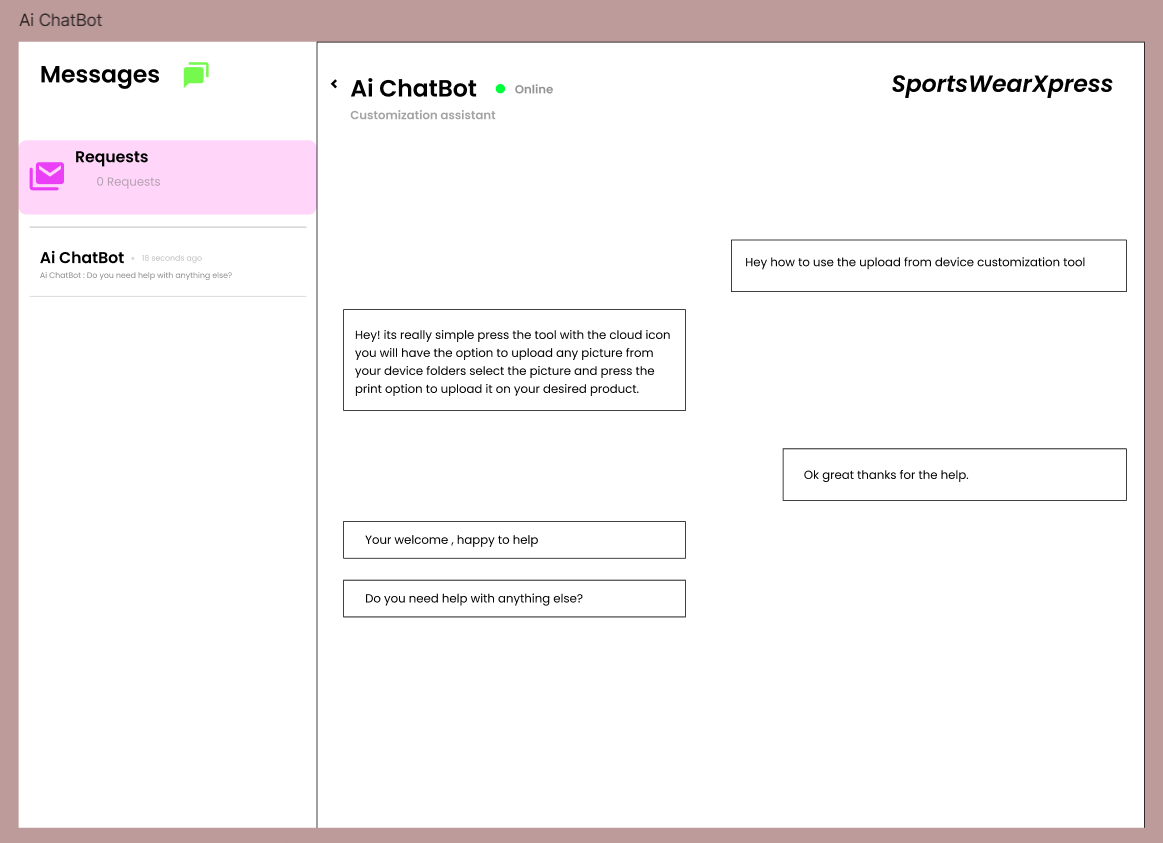 Ai ChatBot
Messages
Requests
0 Requests
Ai ChatBot • 18 seconds ago
Ai ChatBot : Do you need help with anything else?
Ai ChatBot Online
Customization assistant
SportsWearXpress
Hey how to use the upload from device customization tool
Hey! its really simple press the tool with the cloud icon
you will have the option to upload any picture from
your device folders select the picture and press the
print option to upload it on your desired product.
Ok great thanks for the help.
Your welcome , happy to help
Do you need help with anything else?